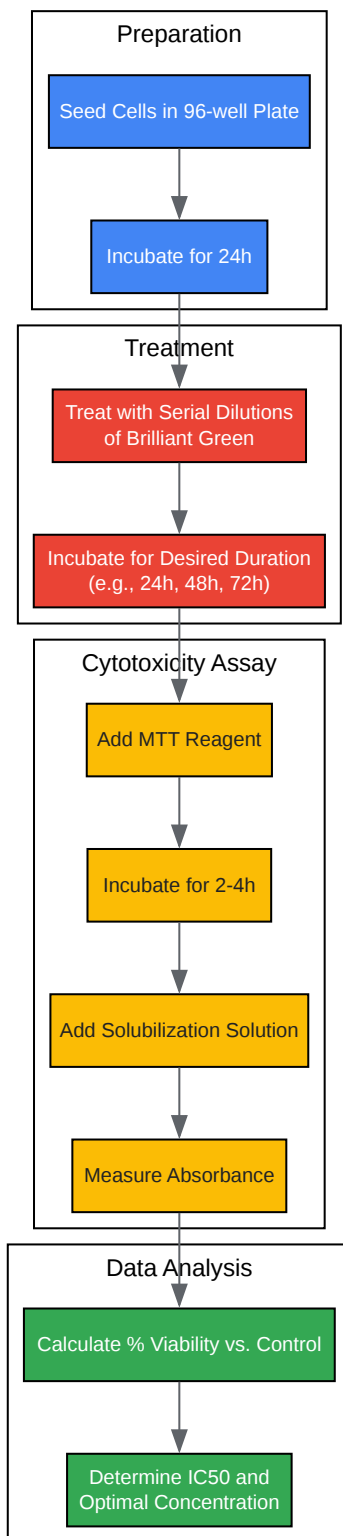 Preparation
Seed Cells in 96-well Plate
Incubate for 24h
Treatment
Treat with Serial Dilutions
of Brilliant Green
Incubate for Desired Duration
(e.g., 24h, 48h, 72h)
Cytotoxicity Assay
Add MTT Reagent
Incubate for 2-4h
Add Solubilization Solution
Measure Absorbance
Data Analysis
Calculate % Viability vs. Control
Determine IC50 and
Optimal Concentration